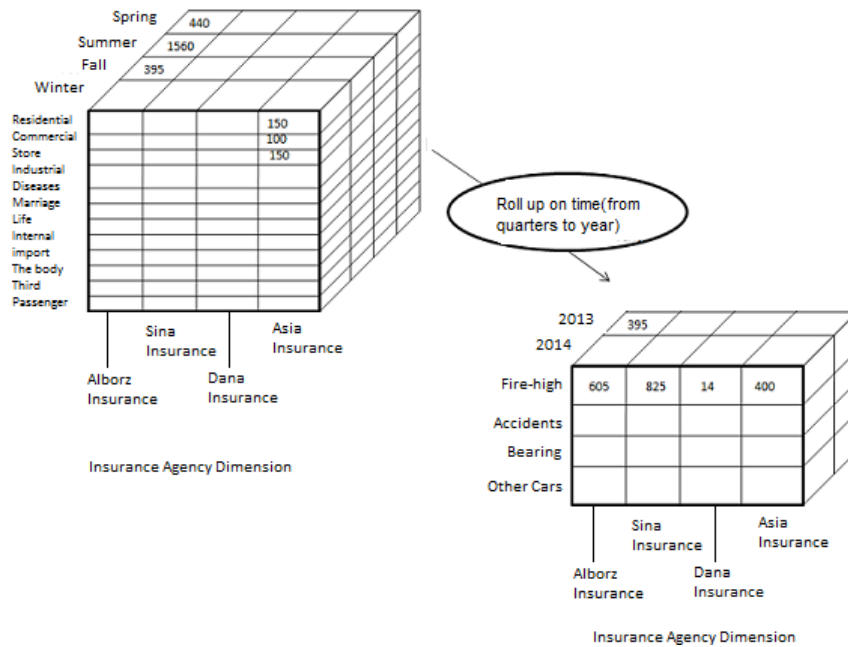 Spring
440
Summer
1560
Fall
395
Winter
Residential
150
Commercial
100
Store
150
Industrial
Diseases
Marriage
Life
Internal
import
The body
Third
Passenger
Sina
Insurance
Asia
Insurance
Alborz
Insurance
Dana
Insurance
Insurance Agency Dimension
Roll up on time(from
quarters to year)
2013
395
2014
Fire-high
605
825
14
400
Accidents
Bearing
Other Cars
Sina
Insurance
Asia
Insurance
Alborz
Insurance
Dana
Insurance
Insurance Agency Dimension